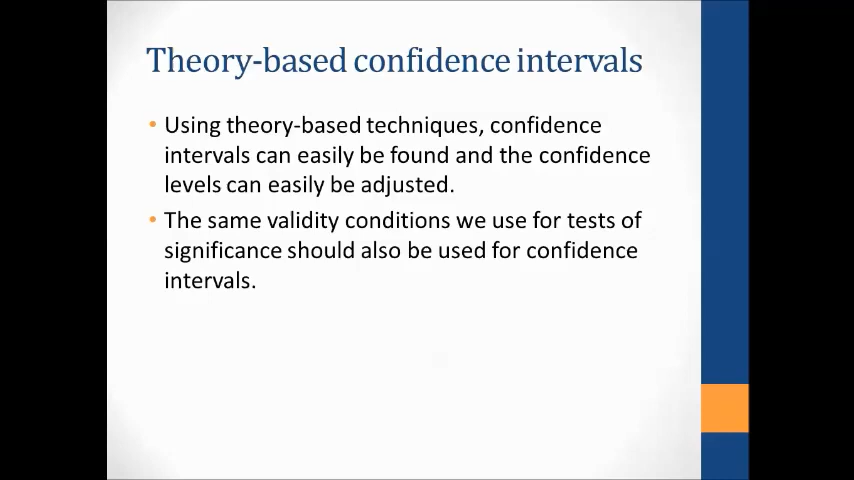 Theory-based confidence intervals
• Using theory-based techniques, confidence
intervals can easily be found and the confidence
levels can easily be adjusted.
• The same validity conditions we use for tests of
significance should also be used for confidence
intervals.